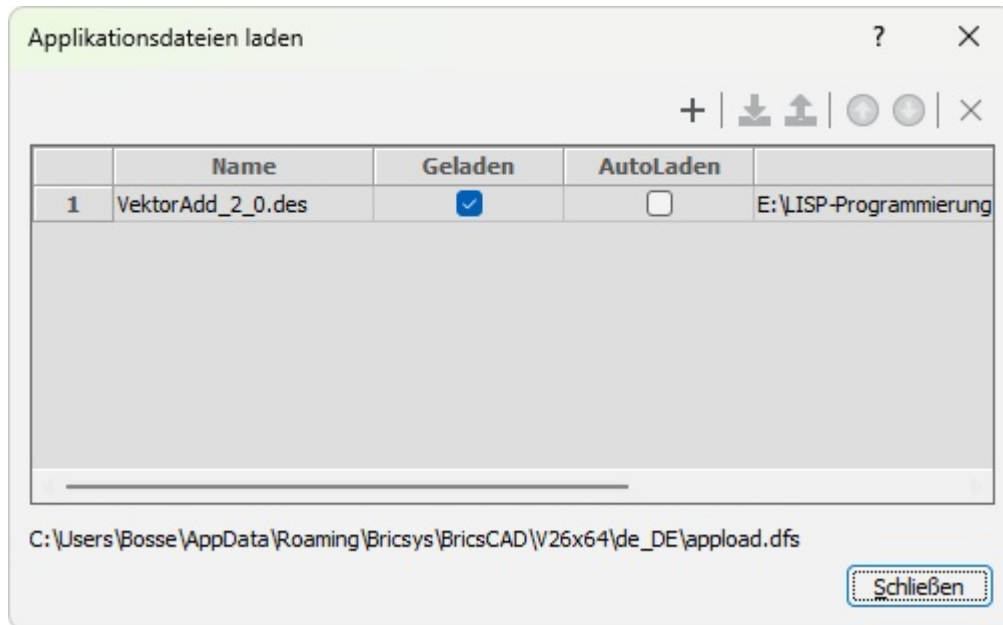 Applikationsdateien laden ?
Name Geladen AutoLaden
1 VektorAdd_2_0.des E:\LISP-Programmierung
C:\Users\Bosse\AppData\Roaming\Bricsys\BricsCAD\V26x64\de_DE\appload.dfs
Schließen